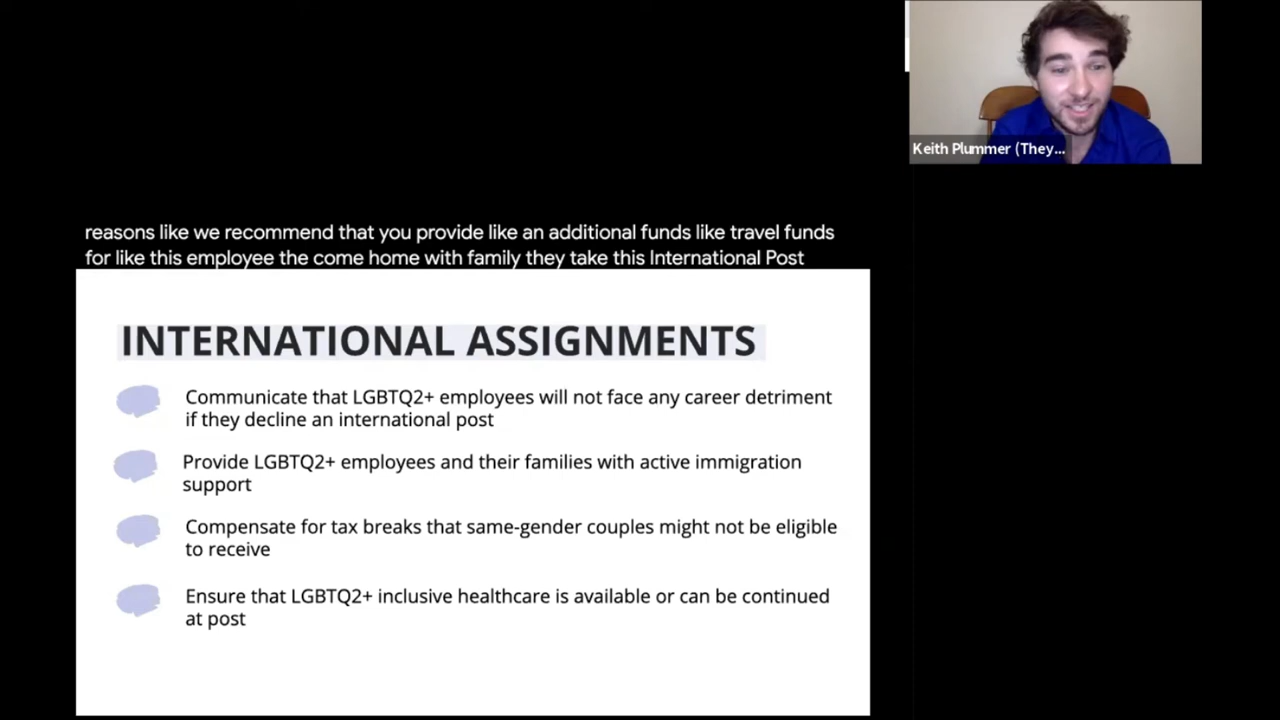 Keith Plummer (They...
reasons like we recommend that you provide like an additional funds like travel funds
for like this employee the come home with family they take this International Post
INTERNATIONAL ASSIGNMENTS
Communicate that LGBTQ2+ employees will not face any career detriment
if they decline an international post
Provide LGBTQ2+ employees and their families with active immigration
support
Compensate for tax breaks that same-gender couples might not be eligible
to receive
Ensure that LGBTQ2+ inclusive healthcare is available or can be continued
at post